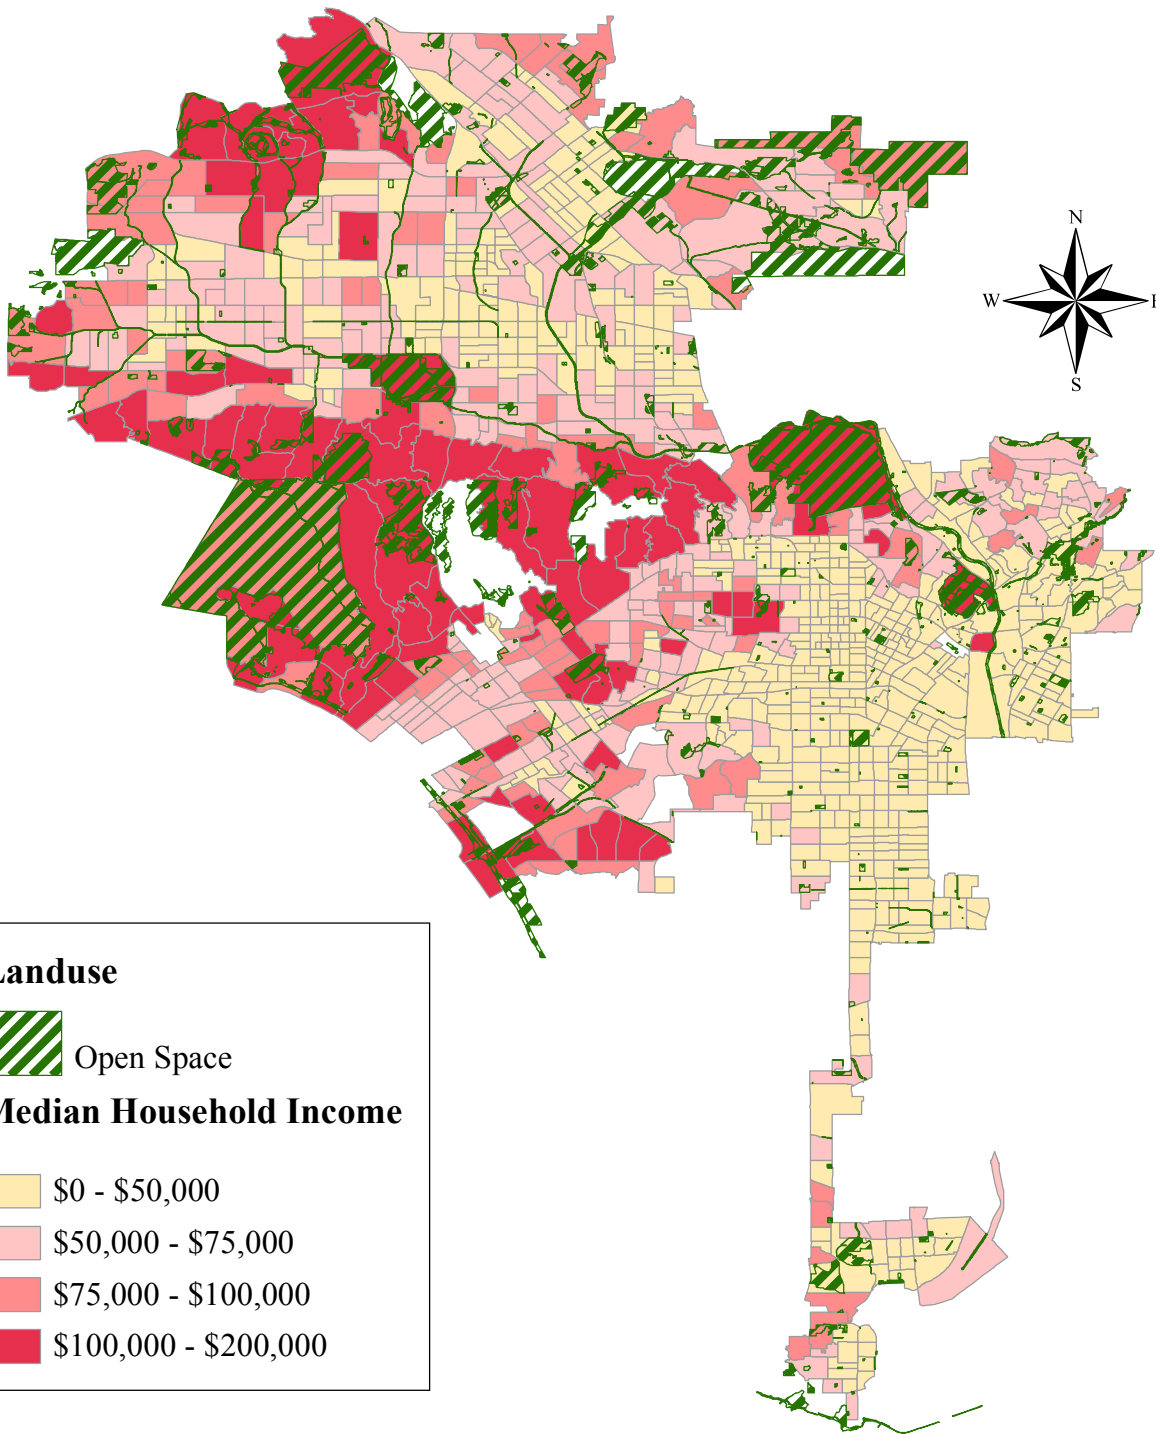 N
W
E
S
Landuse
Open Space
Median Household Income
$0 - $50,000
$50,000 - $75,000
$75,000 - $100,000
$100,000 - $200,000